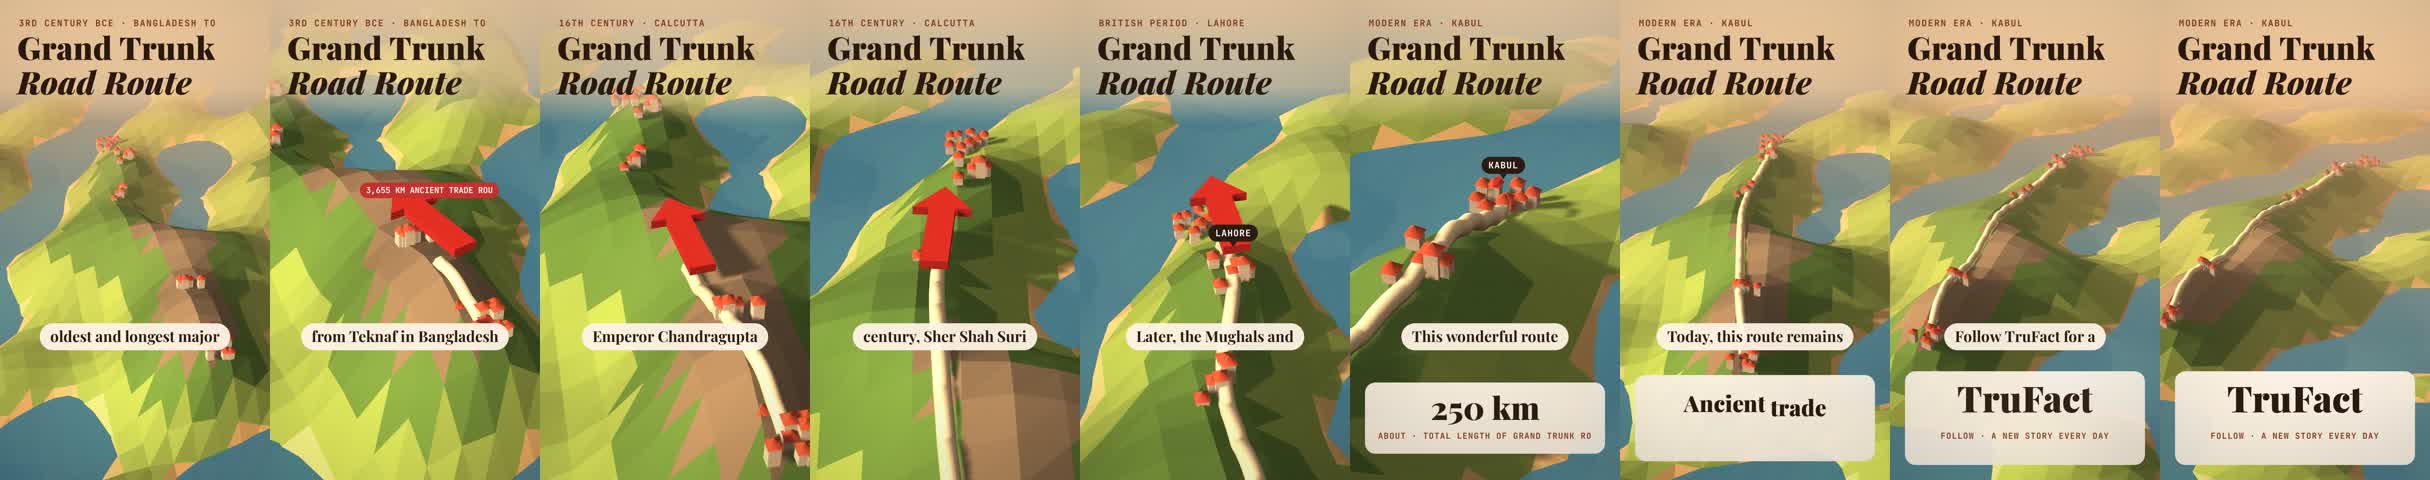 3RD CENTURY BCE · BANGLADESH TO
Grand Trunk
Road Route
oldest and longest major
3RD CENTURY BCE · BANGLADESH TO
Grand Trunk
Road Route
3,655 KM ANCIENT TRADE ROU
from Teknaf in Bangladesh
16TH CENTURY · CALCUTTA
Grand Trunk
Road Route
Emperor Chandragupta
16TH CENTURY · CALCUTTA
Grand Trunk
Road Route
century, Sher Shah Suri
BRITISH PERIOD · LAHORE
Grand Trunk
Road Route
LAHORE
Later, the Mughals and
MODERN ERA · KABUL
Grand Trunk
Road Route
KABUL
This wonderful route
250 km
ABOUT · TOTAL LENGTH OF GRAND TRUNK RO
MODERN ERA · KABUL
Grand Trunk
Road Route
Today, this route remains
Ancient trade
MODERN ERA · KABUL
Grand Trunk
Road Route
Follow TruFact for a
TruFact
FOLLOW · A NEW STORY EVERY DAY
MODERN ERA · KABUL
Grand Trunk
Road Route
TruFact
FOLLOW · A NEW STORY EVERY DAY